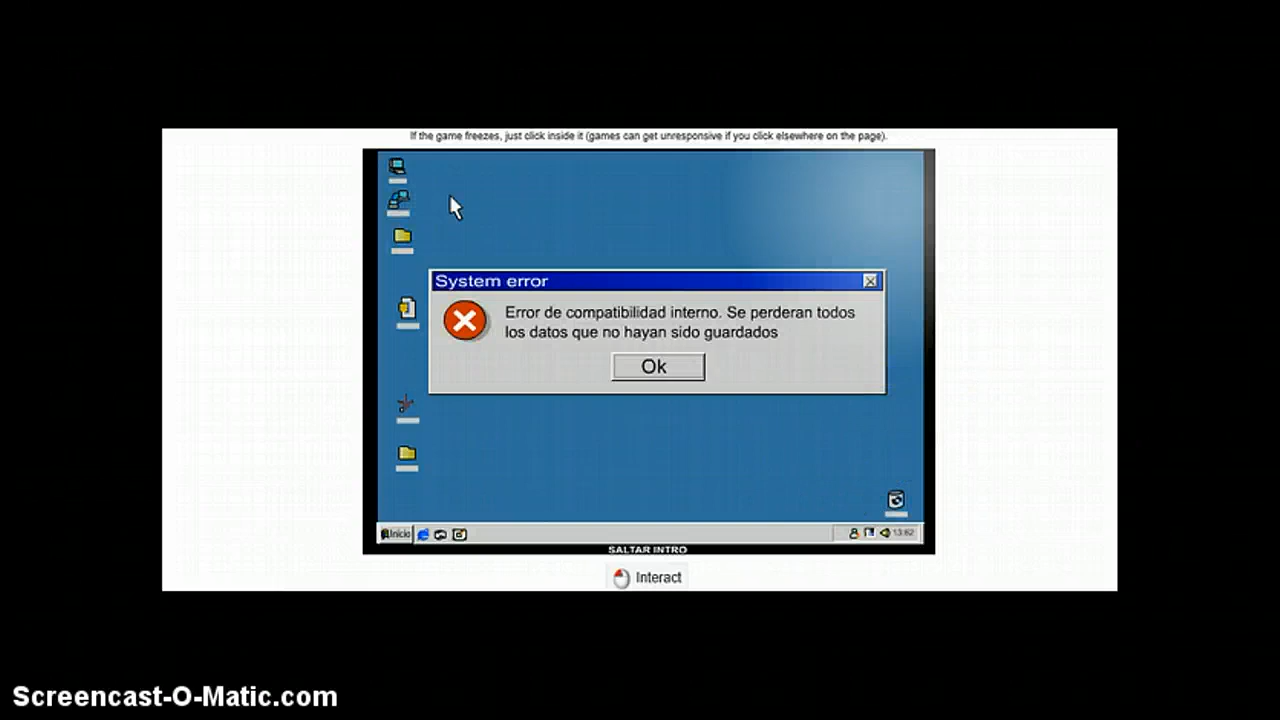 If the game freezes, just click inside it (games can get unresponsive if you click elsewhere on the page).
System error
Error de compatibilidad interno. Se perderan todos
los datos que no hayan sido guardados
Ok
Inicio
13:62
SALTAR INTRO
Interact
Screencast-O-Matic.com